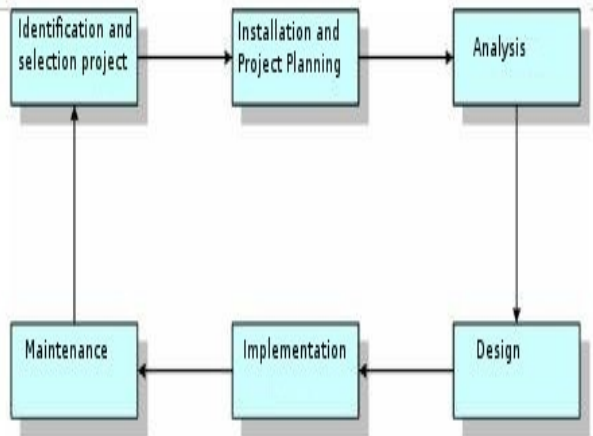 Identification and
selection project
Installation and
Project Planning
Analysis
Maintenance
Implementation
Design